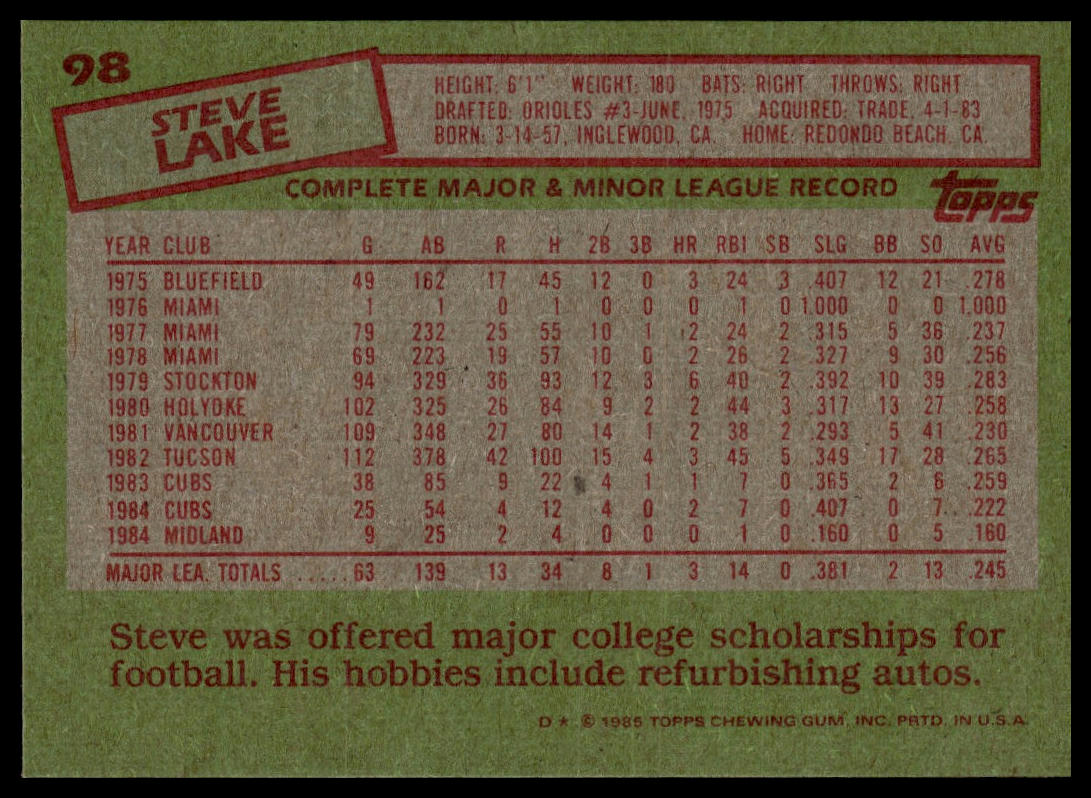 98
STEVE
LAKE
HEIGHT: 6'1" WEIGHT: 180 BATS: RIGHT THROWS: RIGHT
DRAFTED: ORIOLES #3-JUNE, 1975 ACQUIRED: TRADE, 4-1-83
BORN: 3-14-57, INGLEWOOD, CA. HOME: REDONDO BEACH, CA.
COMPLETE MAJOR & MINOR LEAGUE RECORD
Topps
YEAR CLUB G AB R H 2B 3B HR RBI SB SLG BB SO AVG
1975 BLUEFIELD 49 162 17 45 12 0 3 24 3 .407 12 21 .278
1976 MIAMI 1 1 0 1 0 0 0 1 0 1.000 0 0 1.000
1977 MIAMI 79 232 25 55 10 1 2 24 2 .315 5 36 .237
1978 MIAMI 69 223 19 57 10 0 2 26 2 .327 9 30 .256
1979 STOCKTON 94 329 36 93 12 3 6 40 2 .392 10 39 .283
1980 HOLYOKE 102 325 26 84 9 2 2 44 3 .317 13 27 .258
1981 VANCOUVER 109 348 27 80 14 1 2 38 2 .293 5 41 .230
1982 TUCSON 112 378 42 100 15 4 3 45 5 .349 17 28 .265
1983 CUBS 38 85 9 22 4 1 1 7 0 .365 2 6 .259
1984 CUBS 25 54 4 12 4 0 2 7 0 .407 0 7 .222
1984 MIDLAND 9 25 2 4 0 0 0 1 0 .160 0 5 .160
MAJOR LEA. TOTALS .....63 139 13 34 8 1 3 14 0 .381 2 13 .245
Steve was offered major college scholarships for
football. His hobbies include refurbishing autos.
D * © 1985 TOPPS CHEWING GUM, INC. PRTD. IN U.S.A.